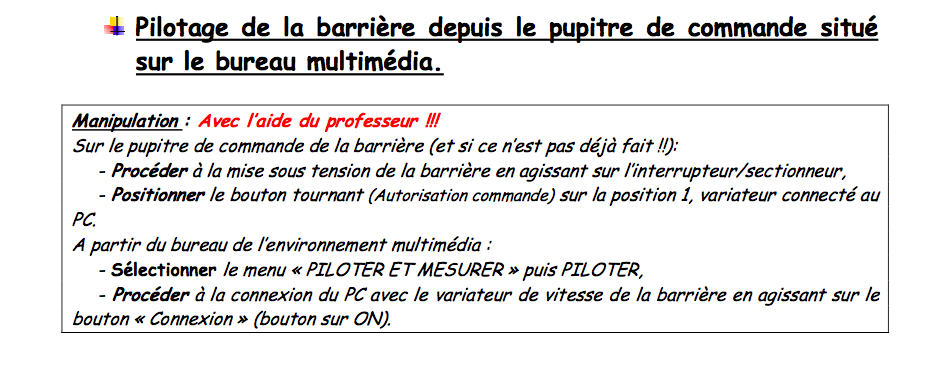 Pilotage de la barrière depuis le pupitre de commande situé
sur le bureau multimédia.
Manipulation : Avec l'aide du professeur !!!
Sur le pupitre de commande de la barrière (et si ce n'est pas déjà fait !!):
- Procéder à la mise sous tension de la barrière en agissant sur l'interrupteur/sectionneur,
- Positionner le bouton tournant (Autorisation commande) sur la position 1, variateur connecté au
PC.
A partir du bureau de l'environnement multimédia :
- Sélectionner le menu « PILOTER ET MESURER » puis PILOTER,
- Procéder à la connexion du PC avec le variateur de vitesse de la barrière en agissant sur le
bouton « Connexion » (bouton sur ON).